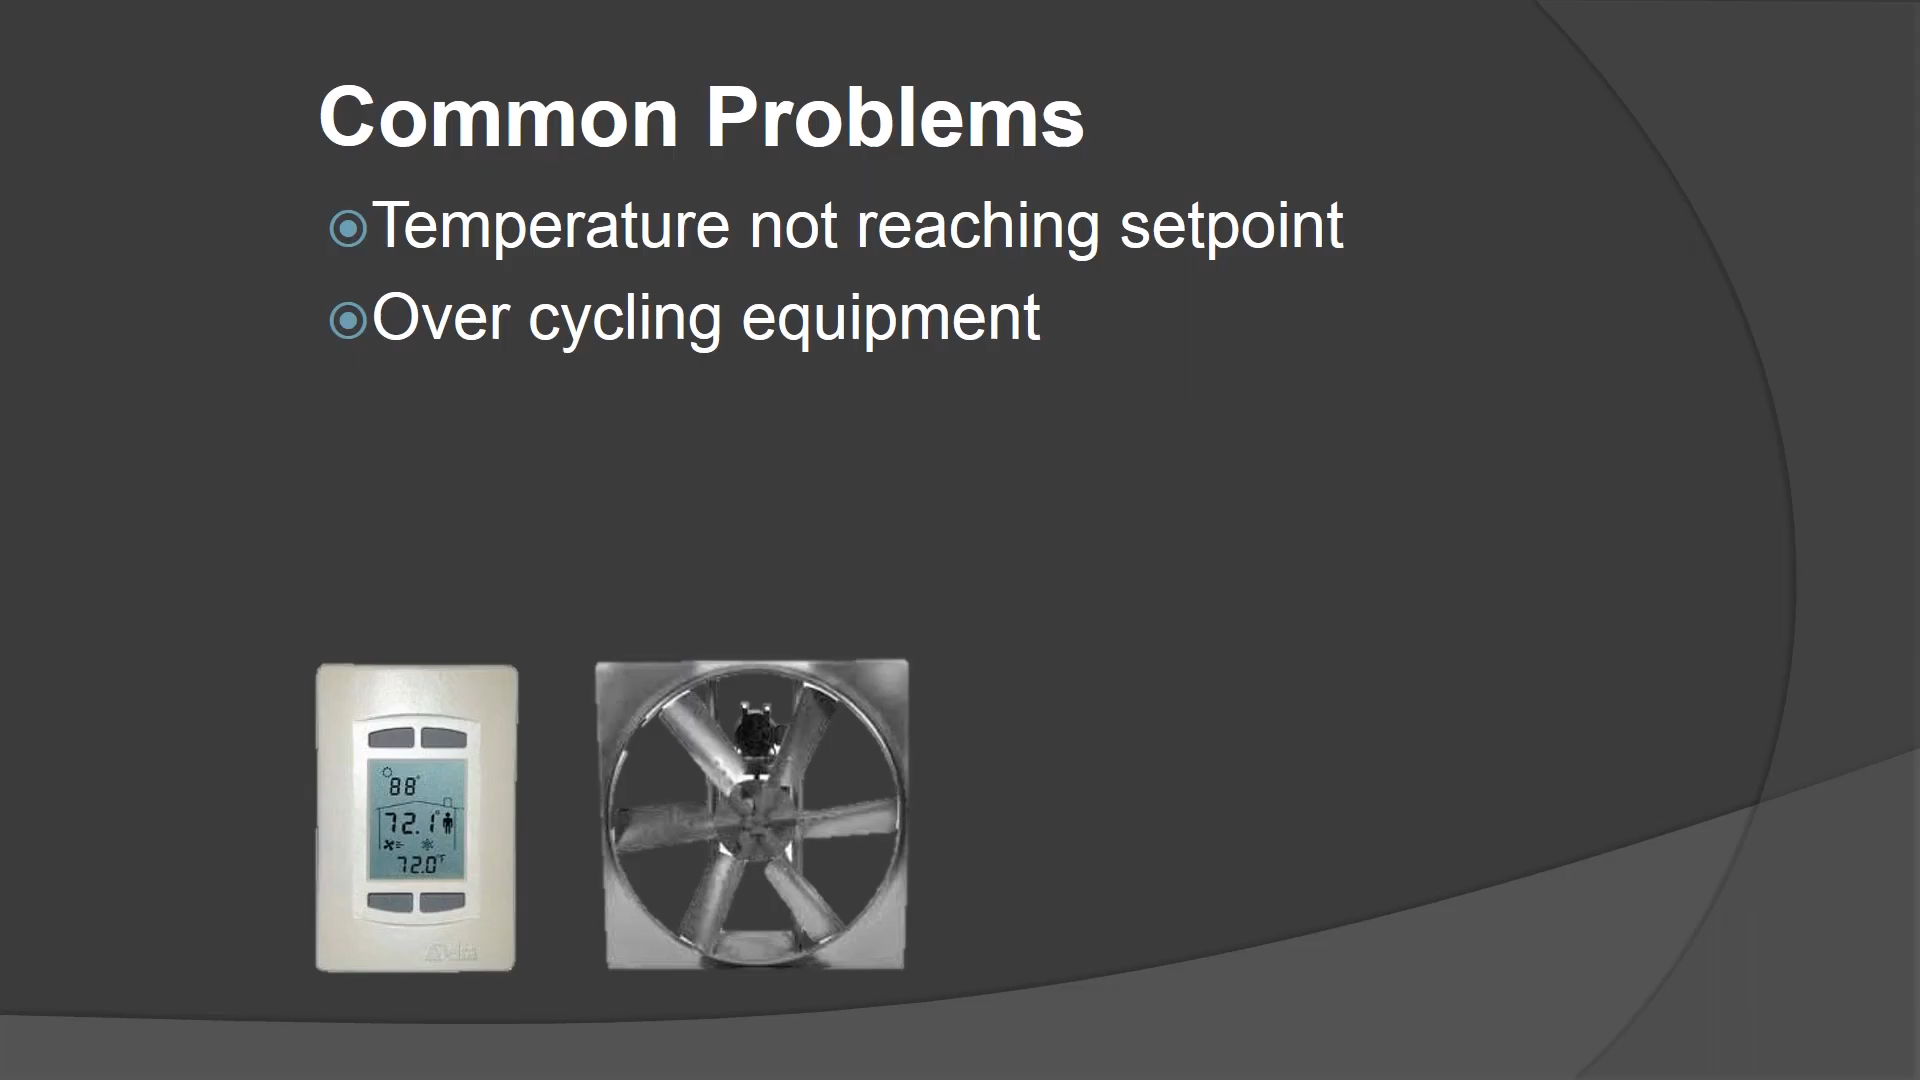 Common Problems
Temperature not reaching setpoint
Over cycling equipment
88°
72.1°
72.0°F